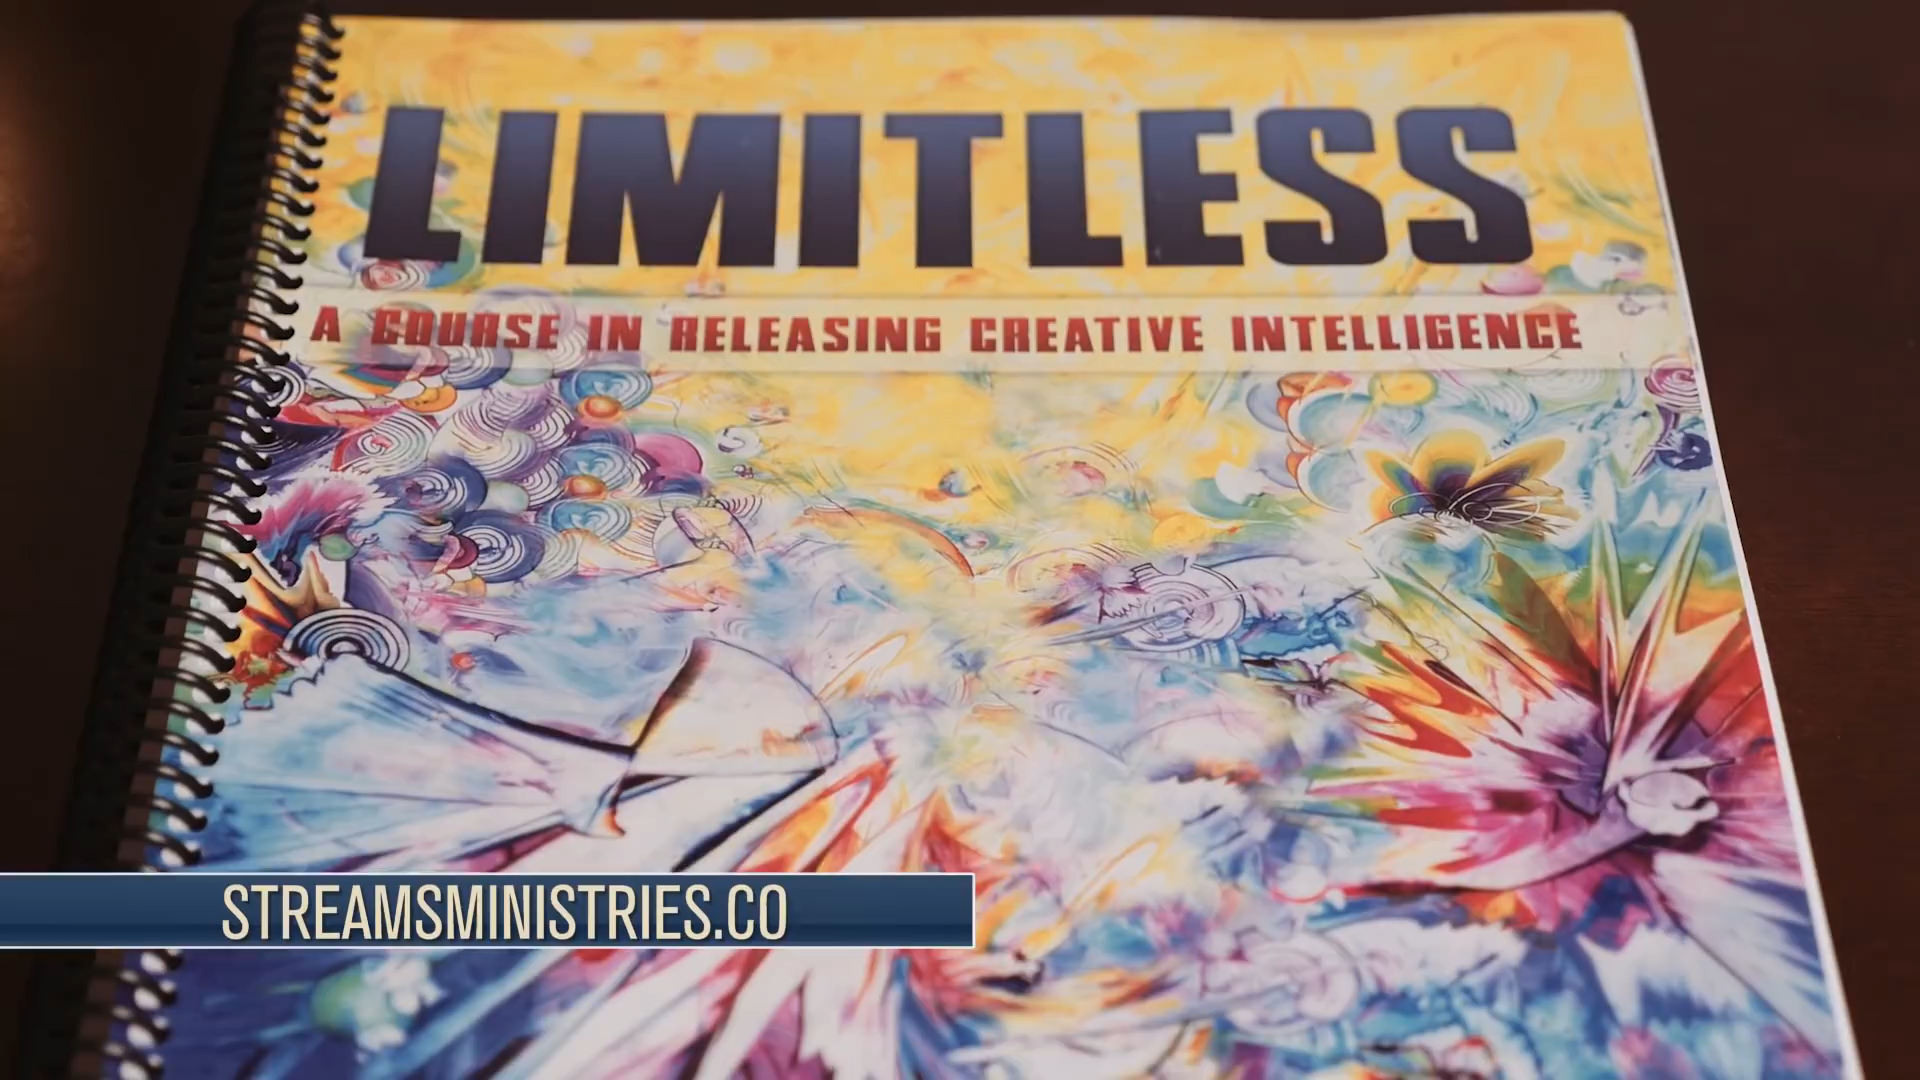 LIMITLESS
A COURSE IN RELEASING CREATIVE INTELLIGENCE
STREAMSMINISTRIES.CO